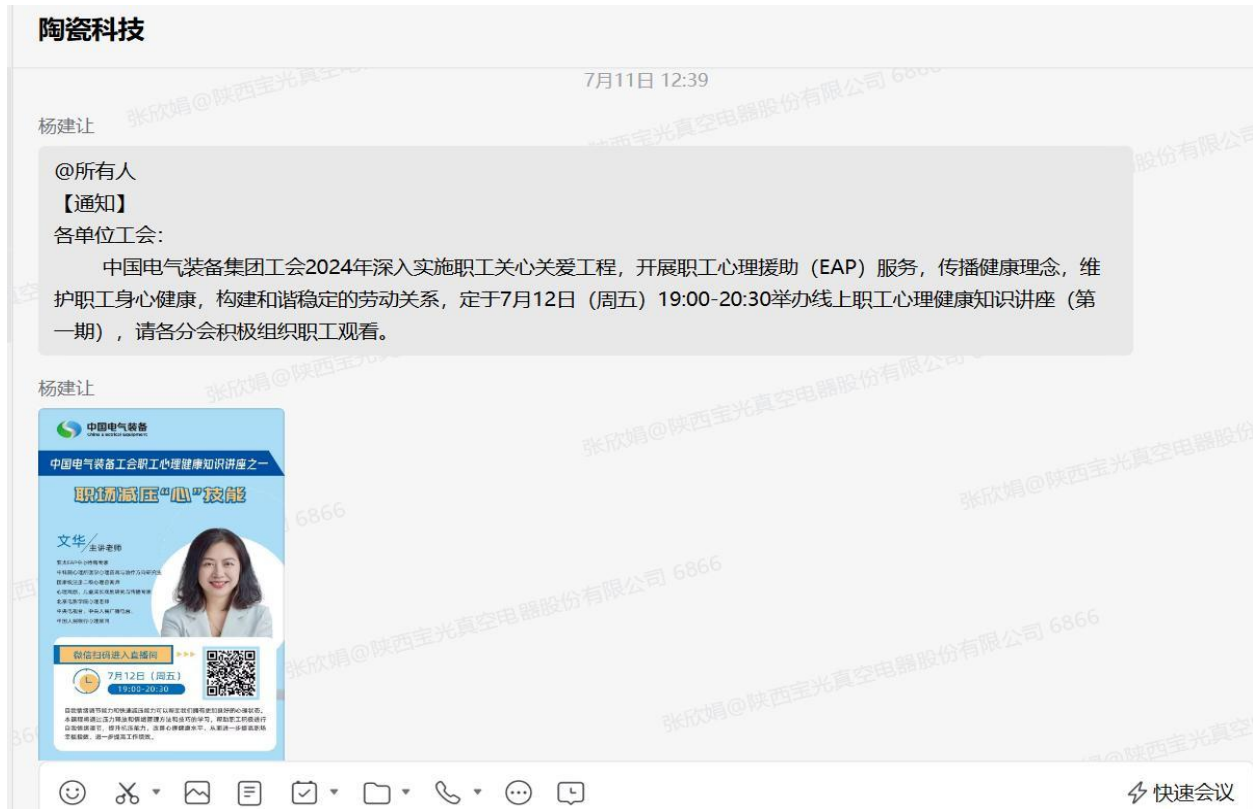 陶瓷科技
7月11日 12:39
杨建让
@所有人
【通知】
各单位工会：
中国电气装备集团工会2024年深入实施职工关心关爱工程，开展职工心理援助（EAP）服务，传播健康理念，维
护职工身心健康，构建和谐稳定的劳动关系，定于7月12日（周五）19:00-20:30举办线上职工心理健康知识讲座（第
一期），请各分会积极组织职工观看。
杨建让
中国电气装备
中国电气装备工会职工心理健康知识讲座之一
职场减压“心”技能
文华/主讲老师
微信扫码进入直播间
7月12日（周五）
19:00-20:30
快速会议
张欣娟@陕西宝光真空电器股份有限公司 6866